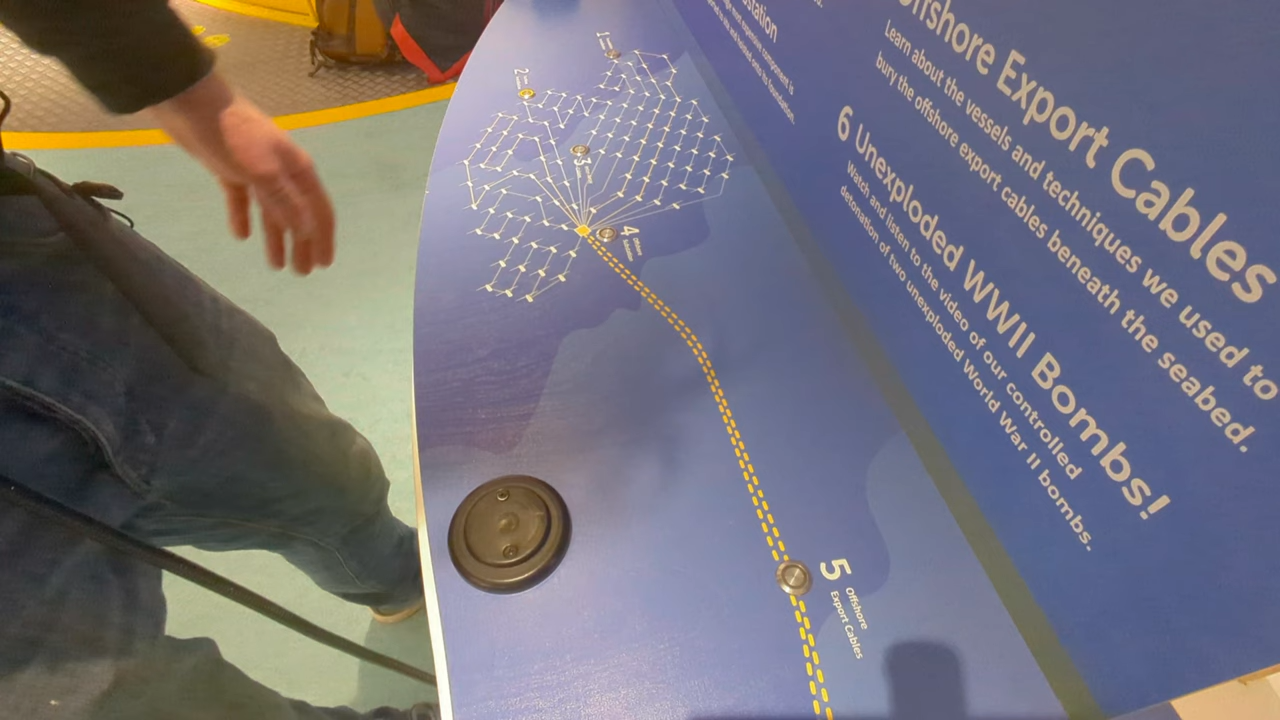 1
2
3
4
5
Offshore
Export Cables
station
Offshore Export Cables
Learn about the vessels and techniques we used to
bury the offshore export cables beneath the seabed.
6 Unexploded WWII Bombs!
Watch and listen to the video of our controlled
detonation of two unexploded World War II bombs.